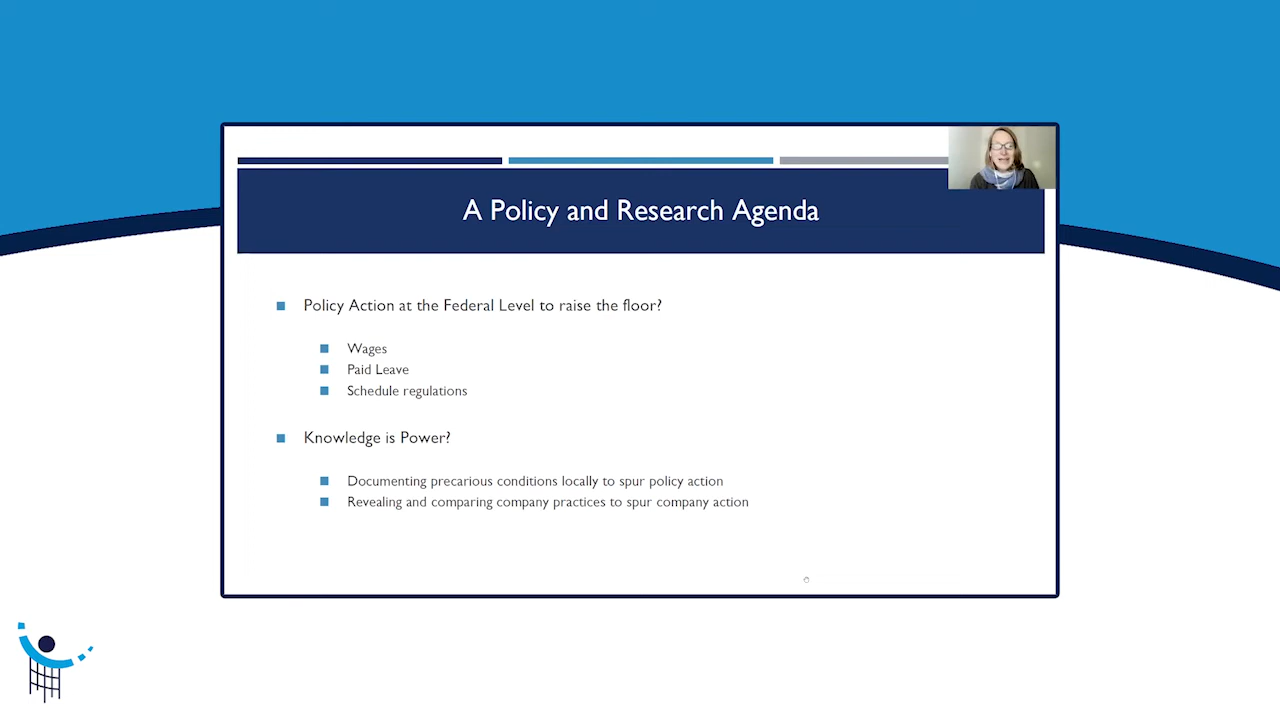 A Policy and Research Agenda
Policy Action at the Federal Level to raise the floor?
Wages
Paid Leave
Schedule regulations
Knowledge is Power?
Documenting precarious conditions locally to spur policy action
Revealing and comparing company practices to spur company action